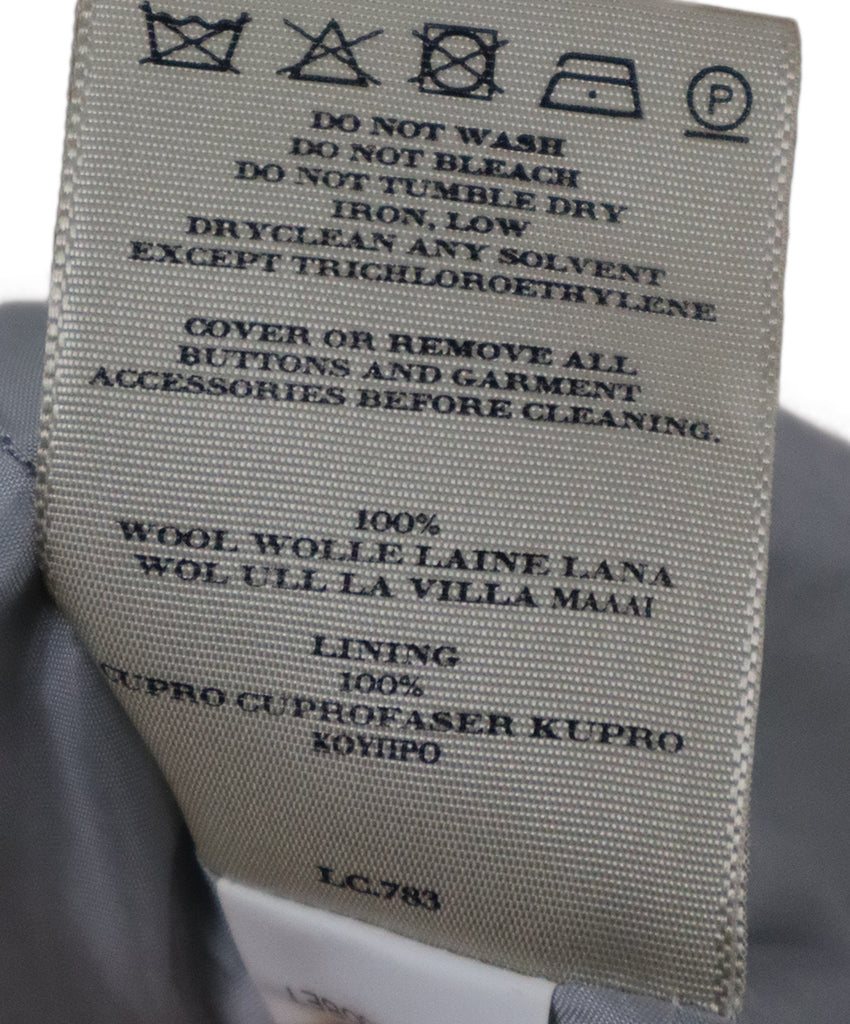 P
DO NOT WASH
DO NOT BLEACH
DO NOT TUMBLE DRY
IRON, LOW
DRYCLEAN ANY SOLVENT
EXCEPT TRICHLOROETHYLENE
COVER OR REMOVE ALL
BUTTONS AND GARMENT
ACCESSORIES BEFORE CLEANING.
100%
WOOL WOLLE LAINE LANA
WOL ULL LA VILLA ΜΑΛΛΙ
LINING
100%
CUPRO CUPROFASER KUPRO
ΚΟΥΠΡΟ
LC.783